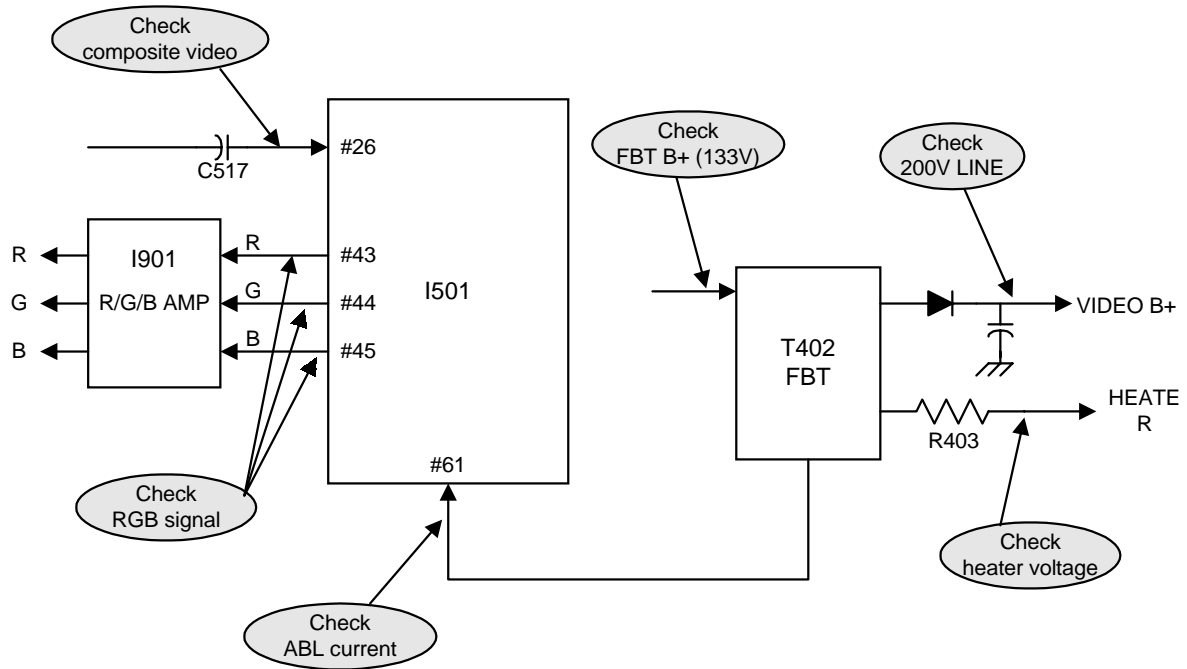 Check
composite video
#26
C517
Check
FBT B+ (133V)
Check
200V LINE
R
G
B
I901
R/G/B AMP
R
G
B
#43
#44
#45
I501
T402
FBT
VIDEO B+
HEATE
R
R403
#61
Check
RGB signal
Check
heater voltage
Check
ABL current